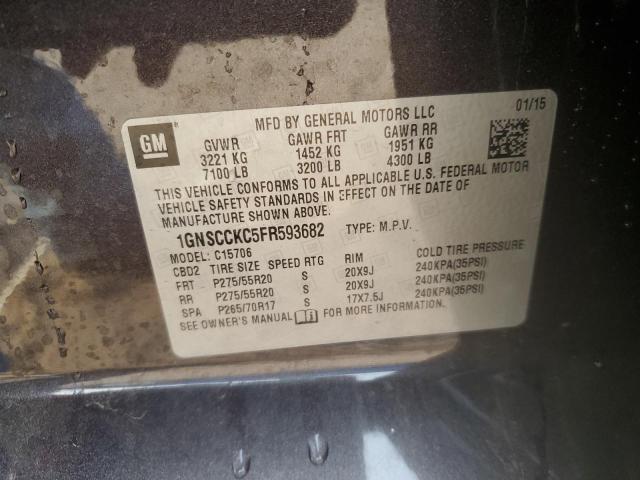 MFD BY GENERAL MOTORS LLC 01/15
GM
GVWR GAWR FRT GAWR RR
3221 KG 1452 KG 1951 KG
7100 LB 3200 LB 4300 LB
THIS VEHICLE CONFORMS TO ALL APPLICABLE U.S. FEDERAL MOTOR
VEHICLE SAFETY STANDARDS IN EFFECT ON THE DATE OF
MANUFACTURE SHOWN ABOVE.
1GNSCCKC5FR593682 TYPE: M.P.V.
MODEL: C15706
CBD2 TIRE SIZE SPEED RTG RIM COLD TIRE PRESSURE
FRT P275/55R20 S 20X9J 240KPA(35PSI)
RR P275/55R20 S 20X9J 240KPA(35PSI)
SPA P265/70R17 S 17X7.5J 240KPA(35PSI)
SEE OWNER'S MANUAL i FOR MORE INFORMATION.